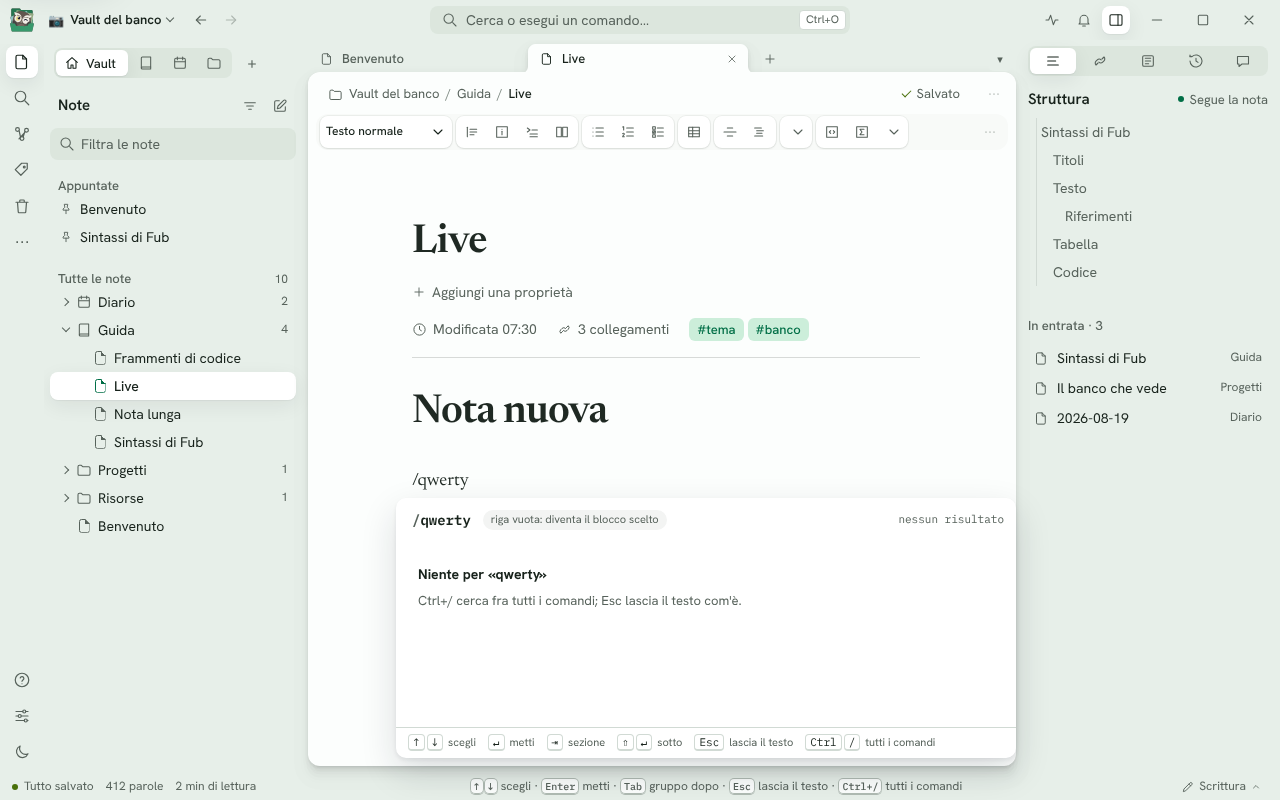 Vault del banco
Cerca o esegui un comando…
Ctrl+O
Vault
Benvenuto
Live
Note
Filtra le note
Appuntate
Benvenuto
Sintassi di Fub
Tutte le note 10
Diario 2
Guida 4
Frammenti di codice
Live
Nota lunga
Sintassi di Fub
Progetti 1
Risorse 1
Benvenuto
Vault del banco / Guida / Live
Salvato
Testo normale
Live
Aggiungi una proprietà
Modificata 07:30 3 collegamenti #tema #banco
Nota nuova
/qwerty
/qwerty riga vuota: diventa il blocco scelto nessun risultato
Niente per «qwerty»
Ctrl+/ cerca fra tutti i comandi; Esc lascia il testo com'è.
↑ ↓ scegli ↵ metti ⇥ sezione ⇧ ↵ sotto Esc lascia il testo Ctrl / tutti i comandi
Struttura Segue la nota
Sintassi di Fub
Titoli
Testo
Riferimenti
Tabella
Codice
In entrata · 3
Sintassi di Fub Guida
Il banco che vede Progetti
2026-08-19 Diario
Tutto salvato 412 parole 2 min di lettura
↑ ↓ scegli · Enter metti · Tab gruppo dopo · Esc lascia il testo · Ctrl+/ tutti i comandi
Scrittura